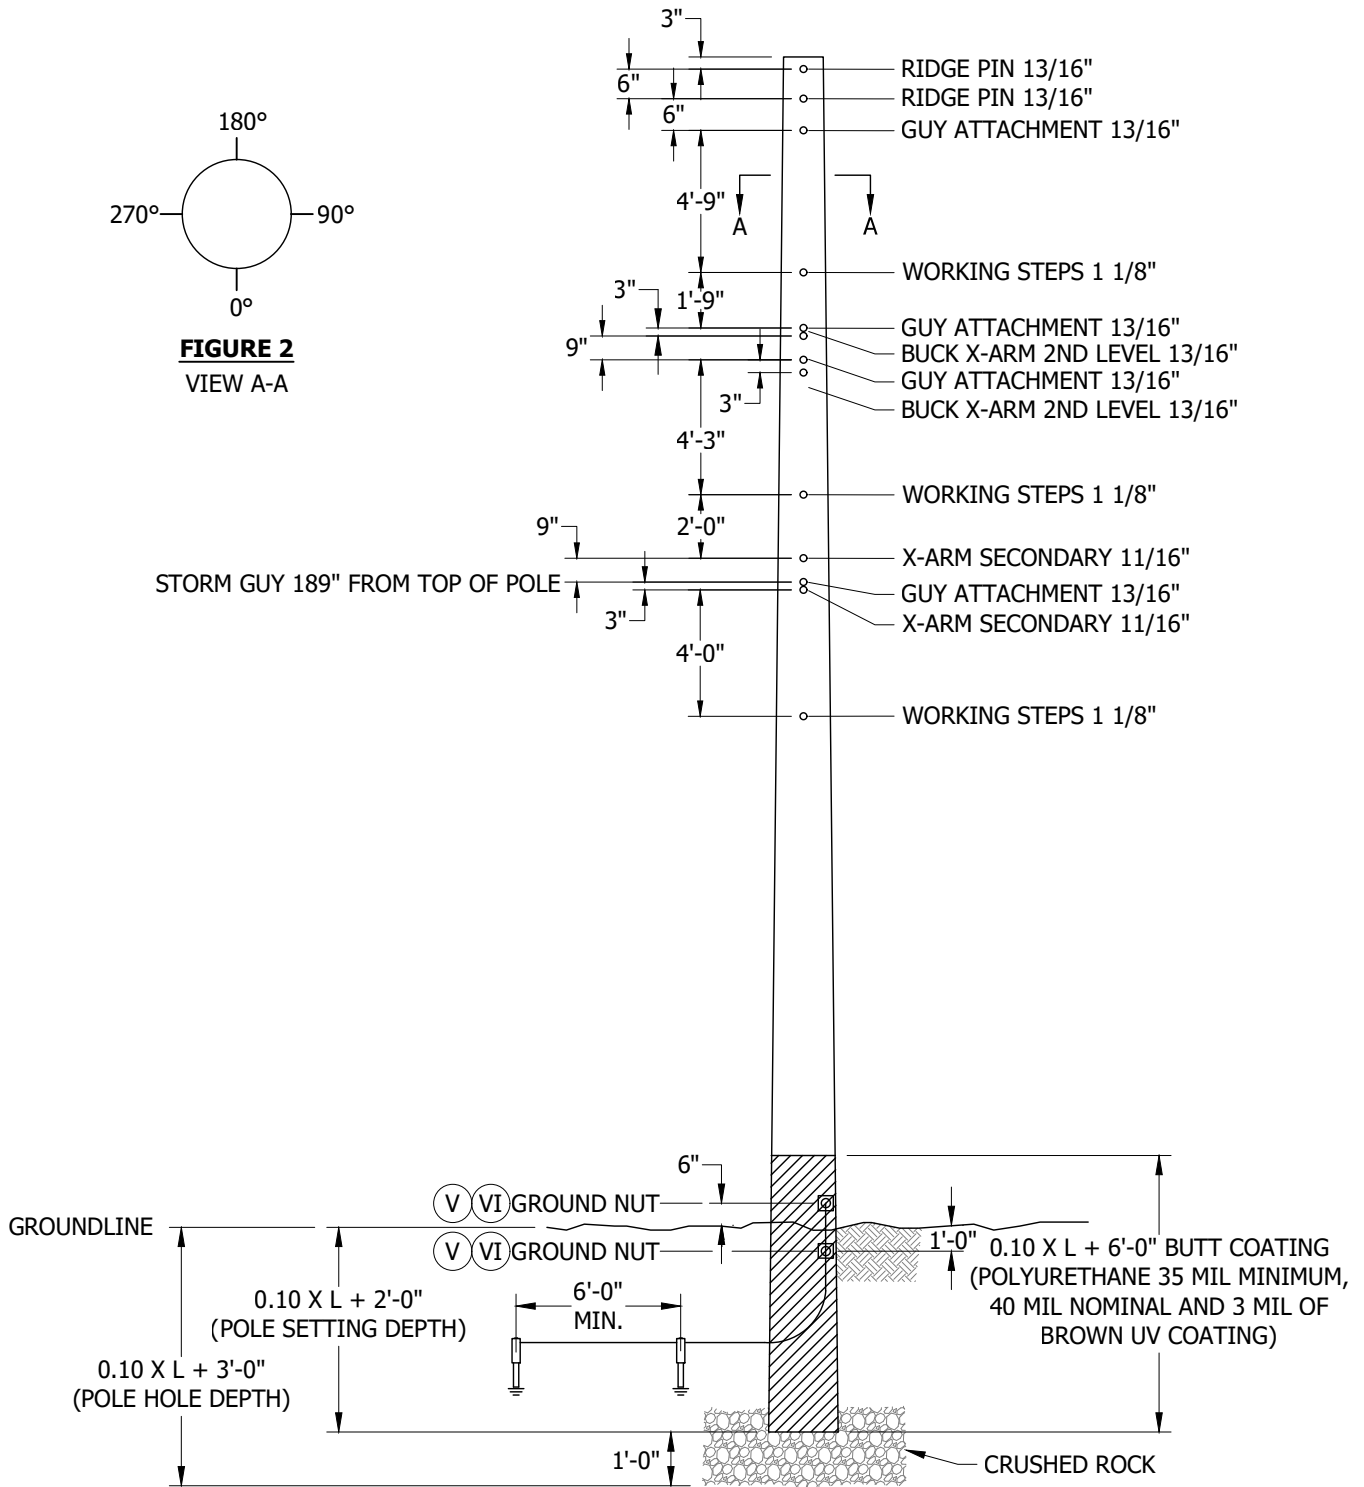 3"
RIDGE PIN 13/16"
6"
RIDGE PIN 13/16"
6"
GUY ATTACHMENT 13/16"
180°
270°
90°
0°
FIGURE 2
VIEW A-A
4'-9"
A
A
WORKING STEPS 1 1/8"
3"
1'-9"
GUY ATTACHMENT 13/16"
9"
BUCK X-ARM 2ND LEVEL 13/16"
GUY ATTACHMENT 13/16"
3"
BUCK X-ARM 2ND LEVEL 13/16"
4'-3"
WORKING STEPS 1 1/8"
9"
2'-0"
X-ARM SECONDARY 11/16"
STORM GUY 189" FROM TOP OF POLE
GUY ATTACHMENT 13/16"
3"
X-ARM SECONDARY 11/16"
4'-0"
WORKING STEPS 1 1/8"
6"
V VI GROUND NUT
GROUNDLINE
V VI GROUND NUT
1'-0"
0.10 X L + 6'-0" BUTT COATING
(POLYURETHANE 35 MIL MINIMUM,
40 MIL NOMINAL AND 3 MIL OF
BROWN UV COATING)
6'-0"
MIN.
0.10 X L + 2'-0"
(POLE SETTING DEPTH)
0.10 X L + 3'-0"
(POLE HOLE DEPTH)
1'-0"
CRUSHED ROCK